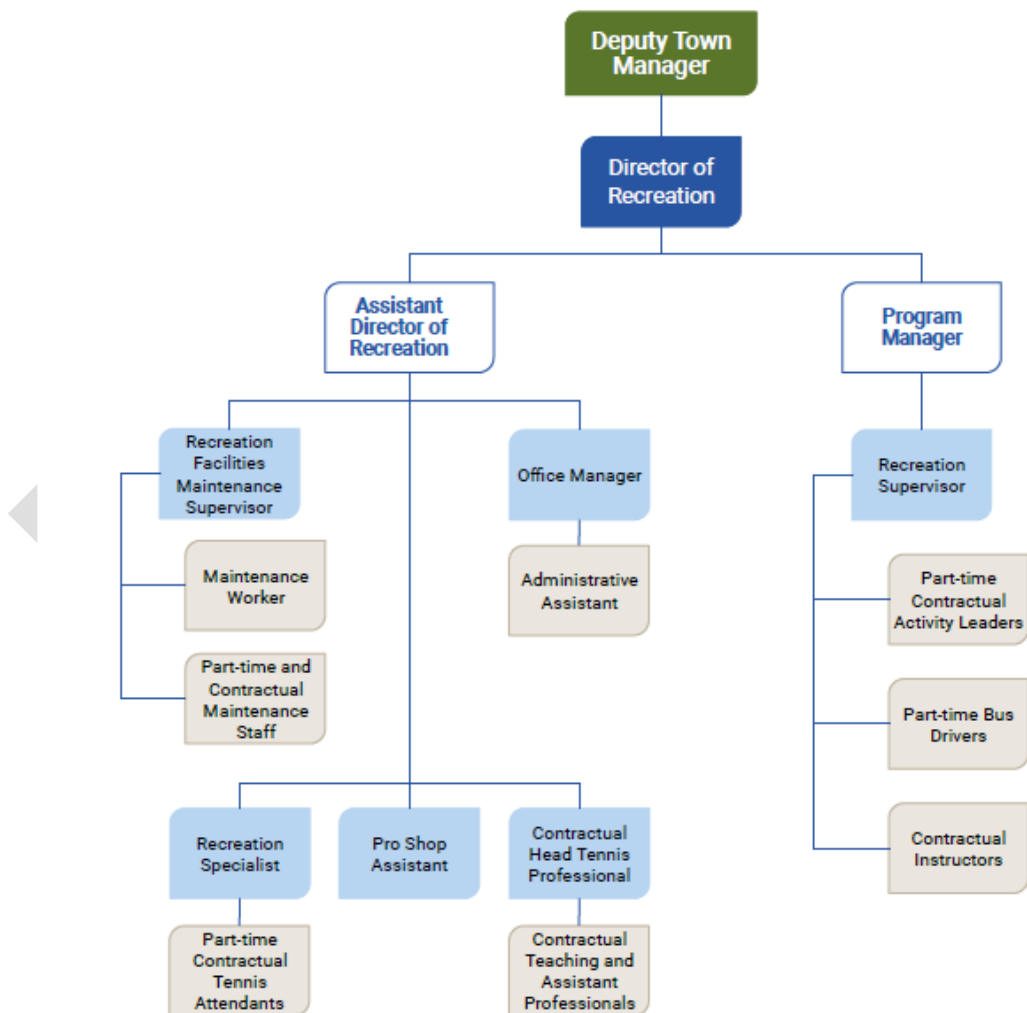 Deputy Town
Manager
Director of
Recreation
Assistant
Director of
Recreation
Program
Manager
Recreation
Facilities
Maintenance
Supervisor
Office Manager
Recreation
Supervisor
Maintenance
Worker
Administrative
Assistant
Part-time
Contractual
Activity Leaders
Part-time and
Contractual
Maintenance
Staff
Part-time Bus
Drivers
Recreation
Specialist
Pro Shop
Assistant
Contractual
Head Tennis
Professional
Contractual
Instructors
Part-time
Contractual
Tennis
Attendants
Contractual
Teaching and
Assistant
Professionals